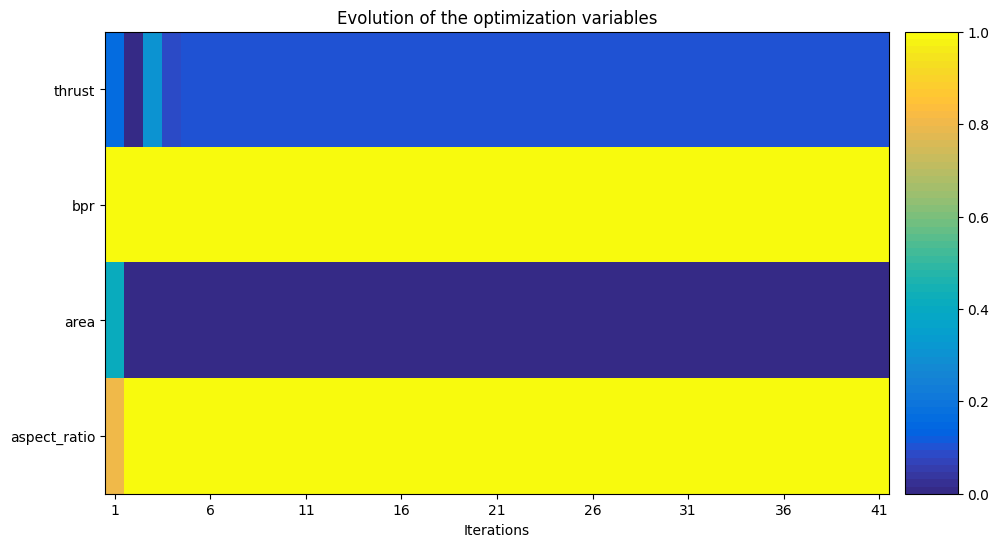 Evolution of the optimization variables
thrust
bpr
area
aspect_ratio
1 6 11 16 21 26 31 36 41
Iterations
1.0
0.8
0.6
0.4
0.2
0.0